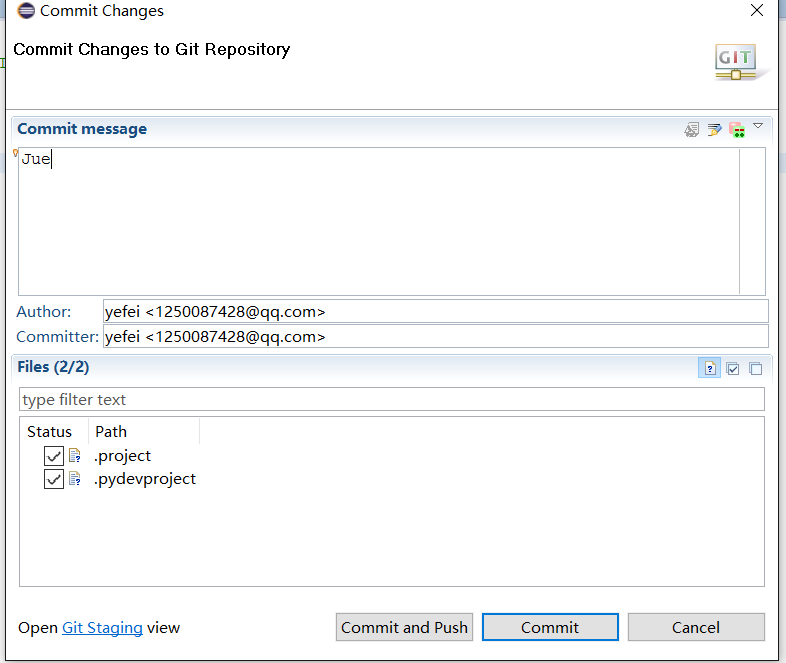 Commit Changes
Commit Changes to Git Repository
GIT
Commit message
Jue
Author: yefei <1250087428@qq.com>
Committer: yefei <1250087428@qq.com>
Files (2/2)
type filter text
Status Path
.project
.pydevproject
Open Git Staging view
Commit and Push Commit Cancel